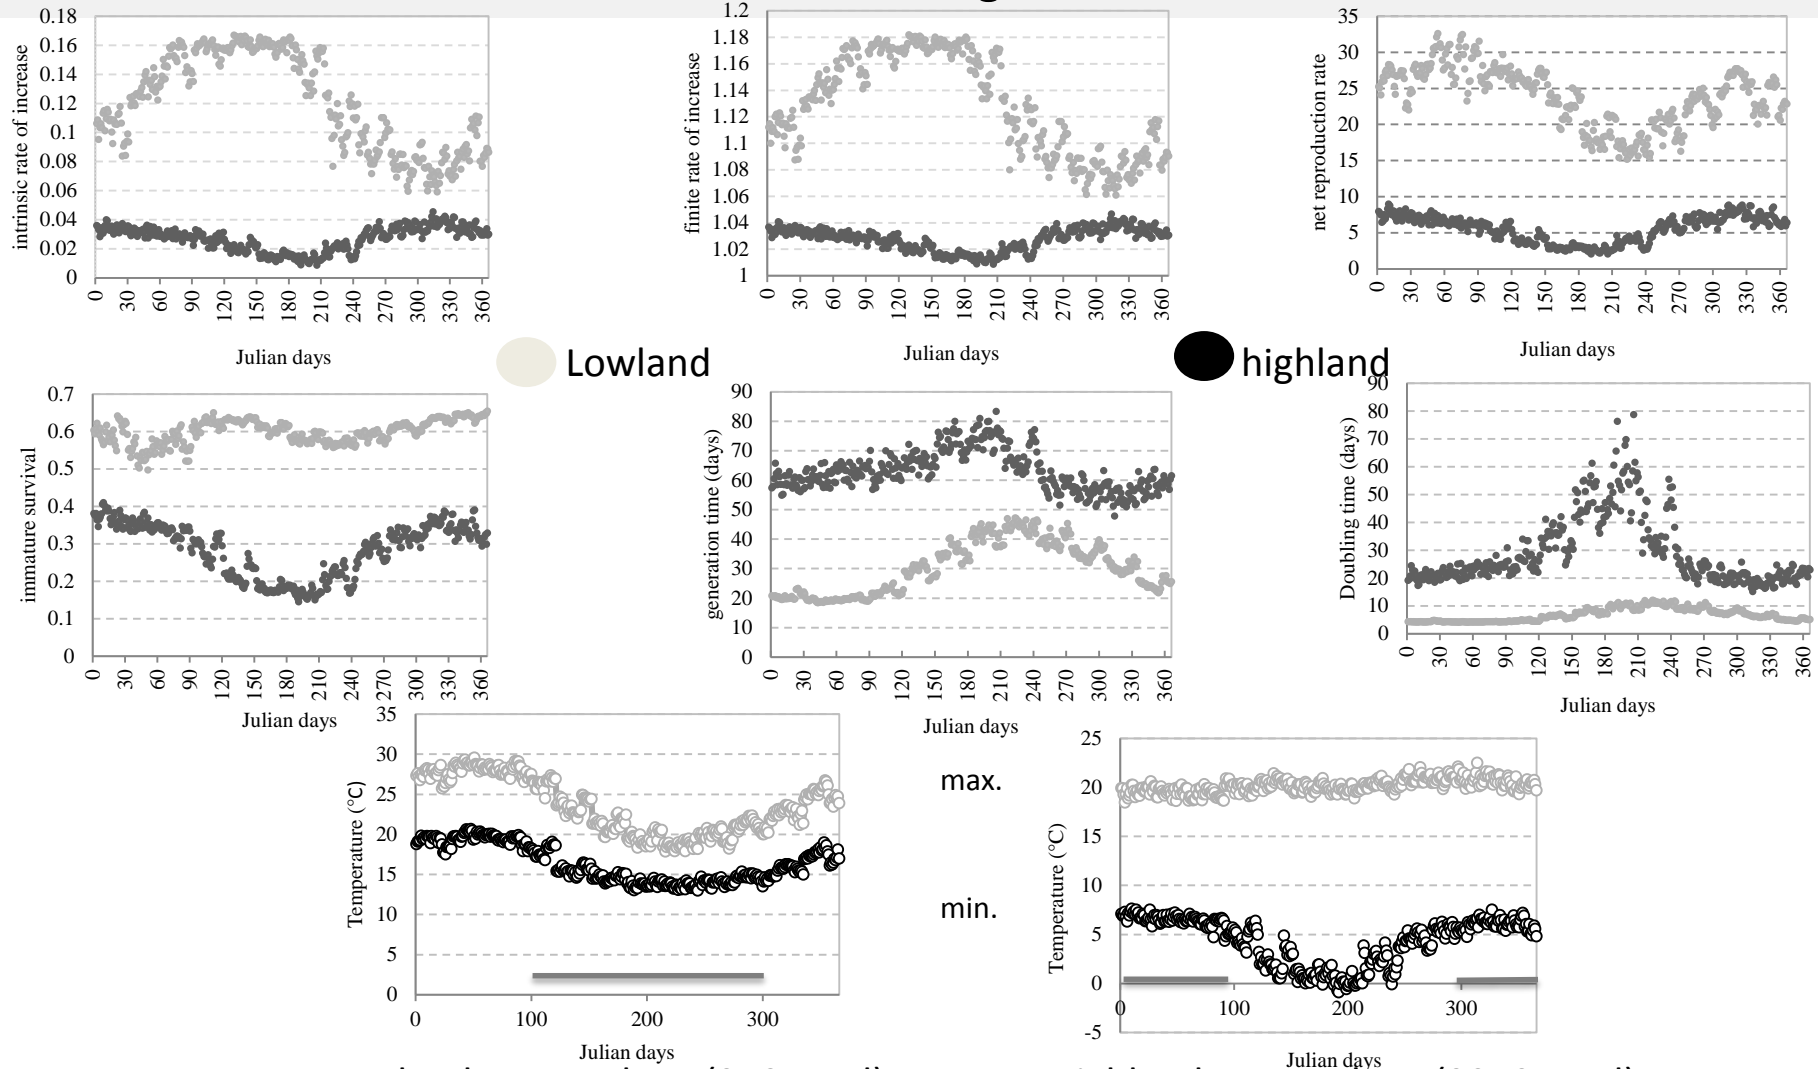 0.18
0.16
0.14
0.12
0.1
0.08
0.06
0.04
0.02
0
intrinsic rate of increase
0 30 60 90 120 150 180 210 240 270 300 330 360
Julian days
1.2
1.18
1.16
1.14
1.12
1.1
1.08
1.06
1.04
1.02
1
finite rate of increase
0 30 60 90 120 150 180 210 240 270 300 330 360
Julian days
35
30
25
20
15
10
5
0
net reproduction rate
0 30 60 90 120 150 180 210 240 270 300 330 360
Julian days
Lowland
highland
0.7
0.6
0.5
0.4
0.3
0.2
0.1
0
immature survival
0 30 60 90 120 150 180 210 240 270 300 330 360
Julian days
90
80
70
60
50
40
30
20
10
0
generation time (days)
0 30 60 90 120 150 180 210 240 270 300 330 360
Julian days
90
80
70
60
50
40
30
20
10
0
Doubling time (days)
0 30 60 90 120 150 180 210 240 270 300 330 360
Julian days
35
30
25
20
15
10
5
0
Temperature (°C)
0 100 200 300
Julian days
max.
min.
25
20
15
10
5
0
-5
Temperature (°C)
0 100 200 300
Julian days